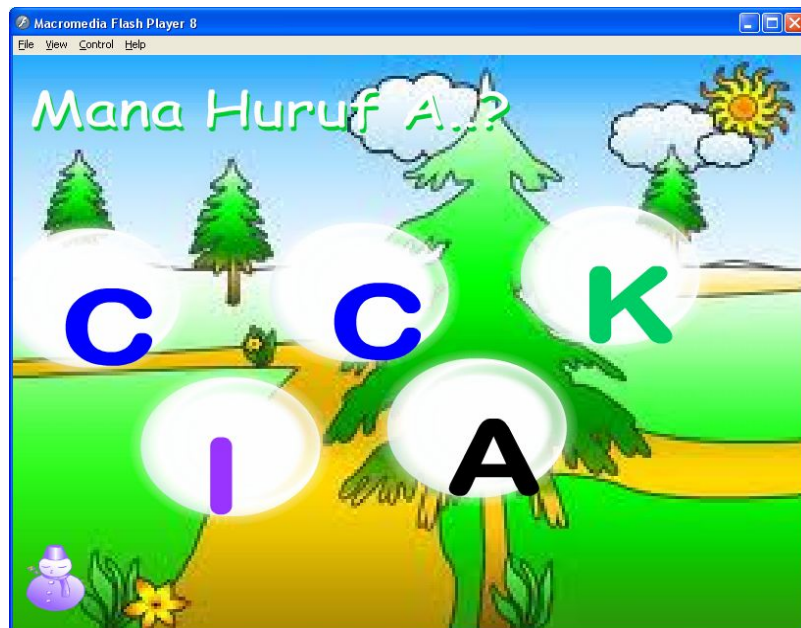 Macromedia Flash Player 8
File View Control Help
Mana Huruf A..?
C C K
I A